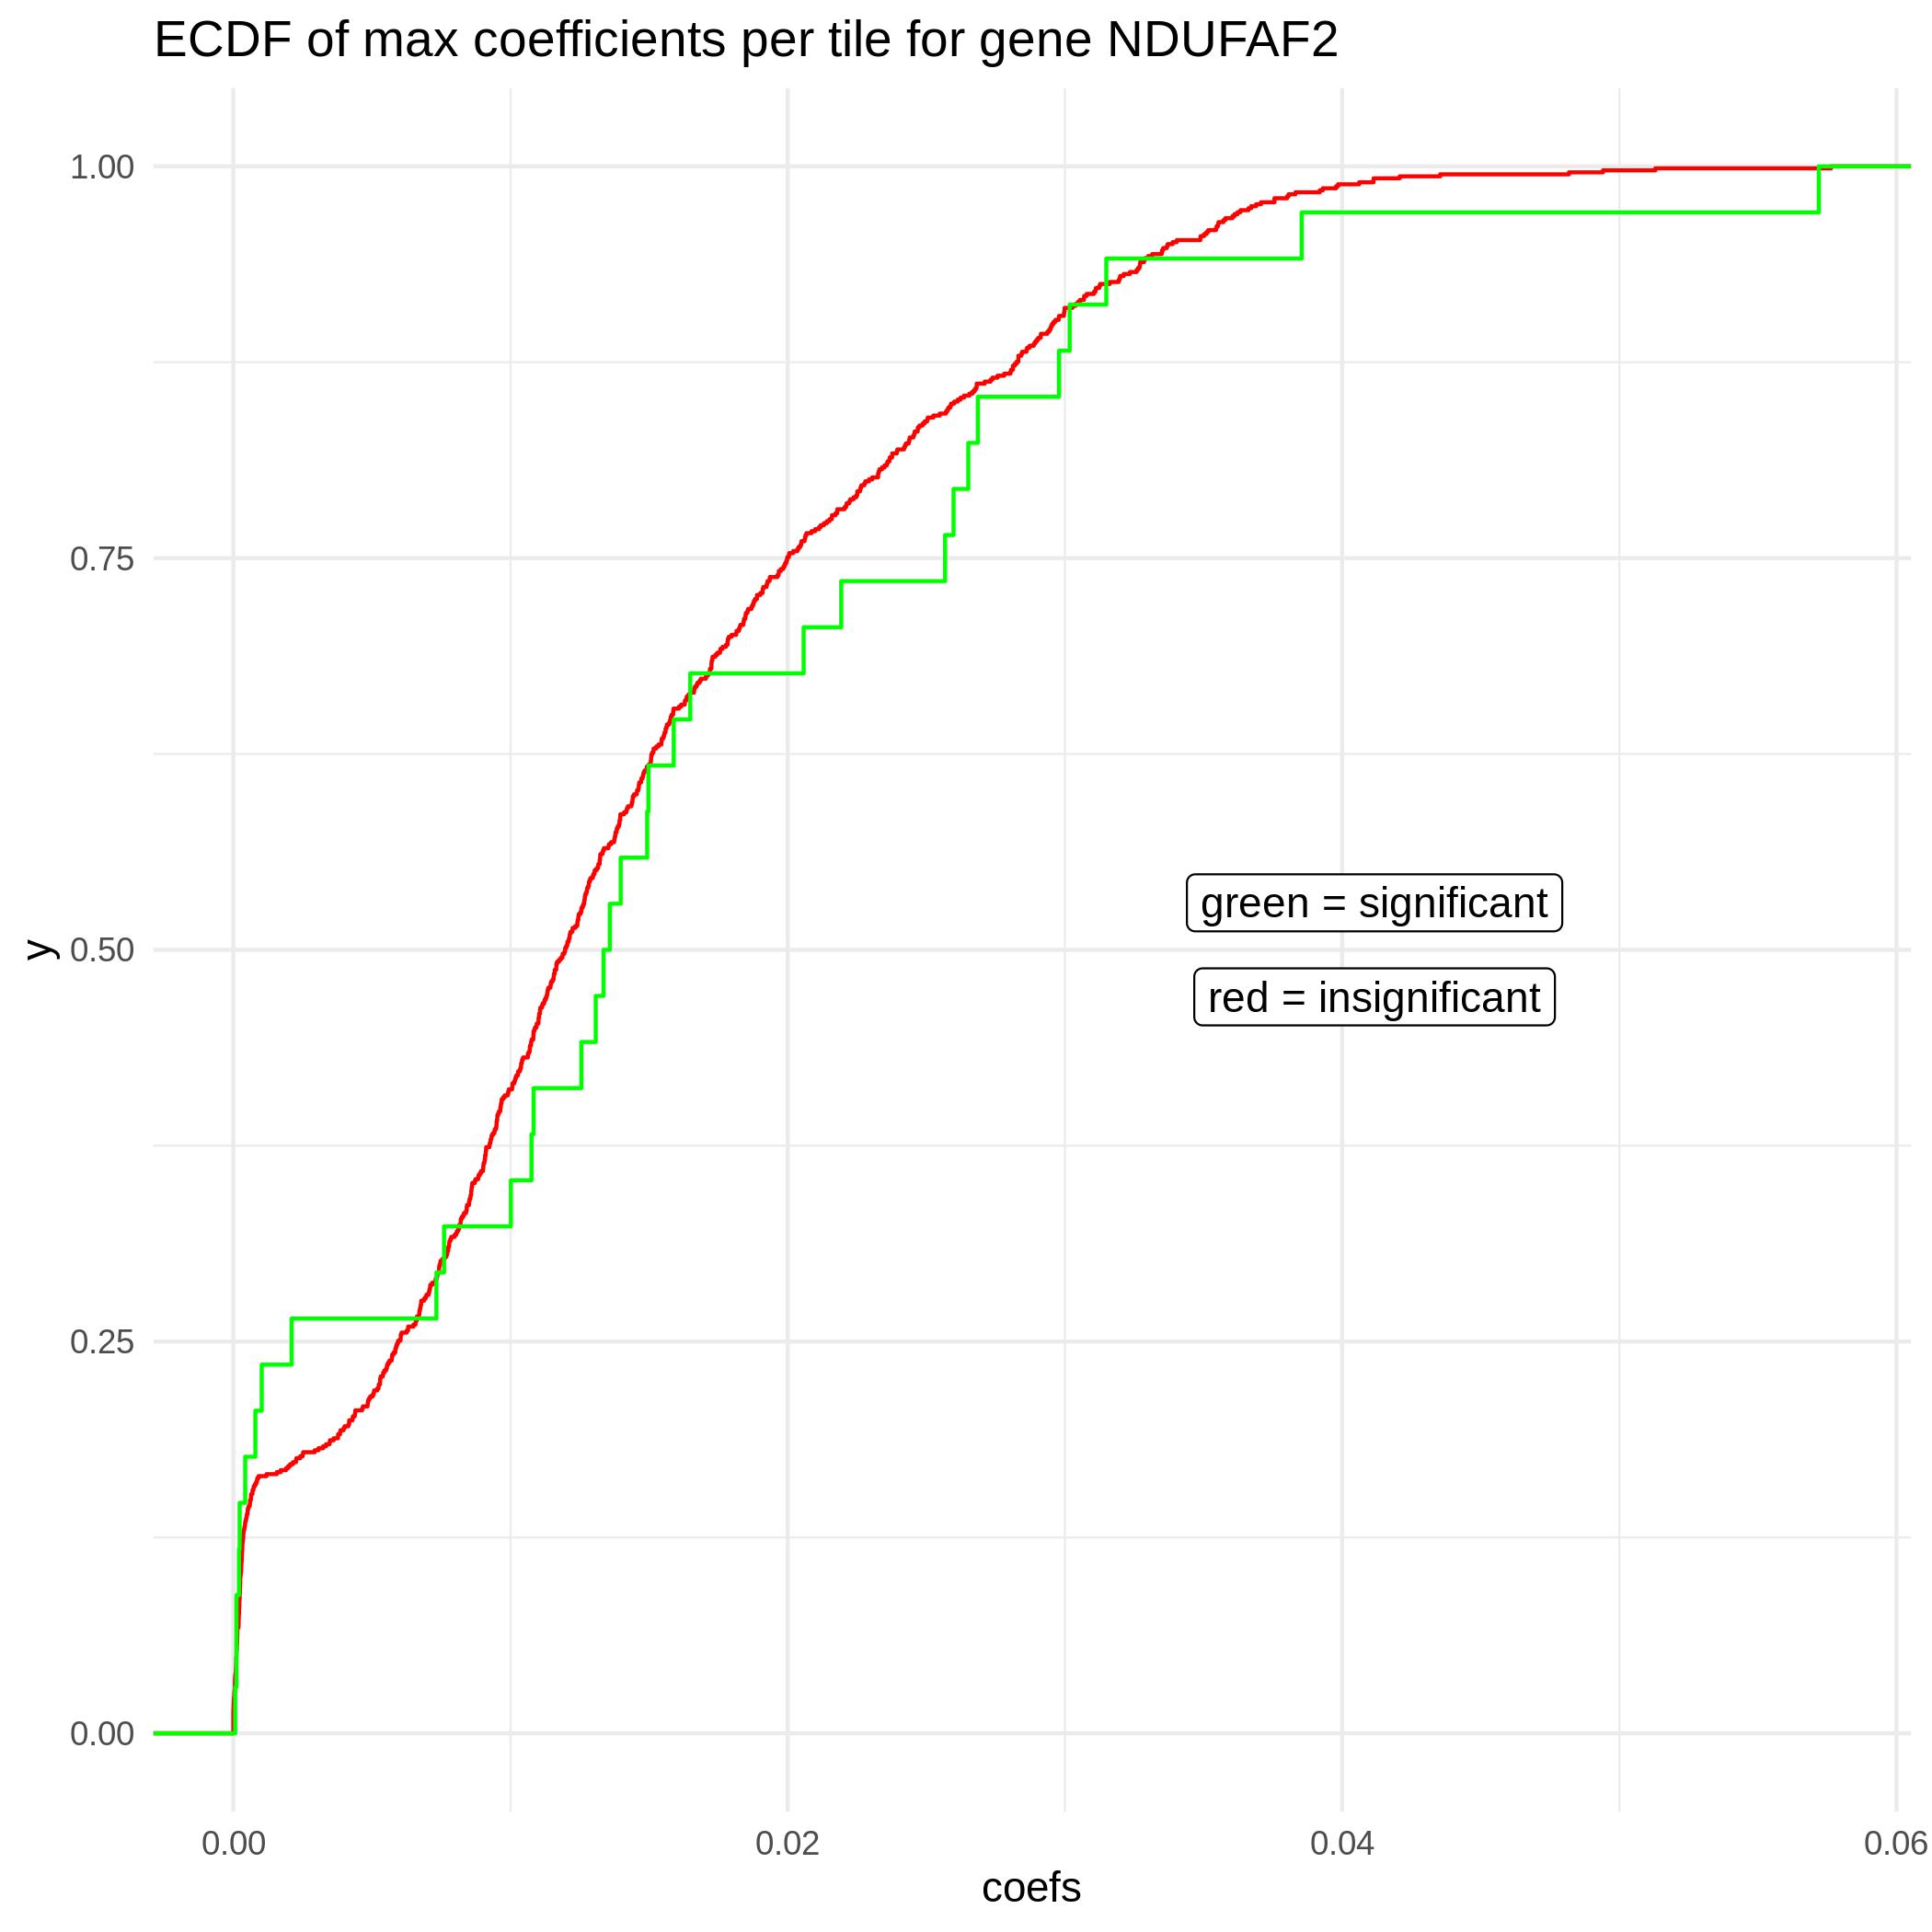 ECDF of max coefficients per tile for gene NDUFAF2
1.00
0.75
0.50
0.25
0.00
y
green = significant
red = insignificant
0.00 0.02 0.04 0.06
coefs